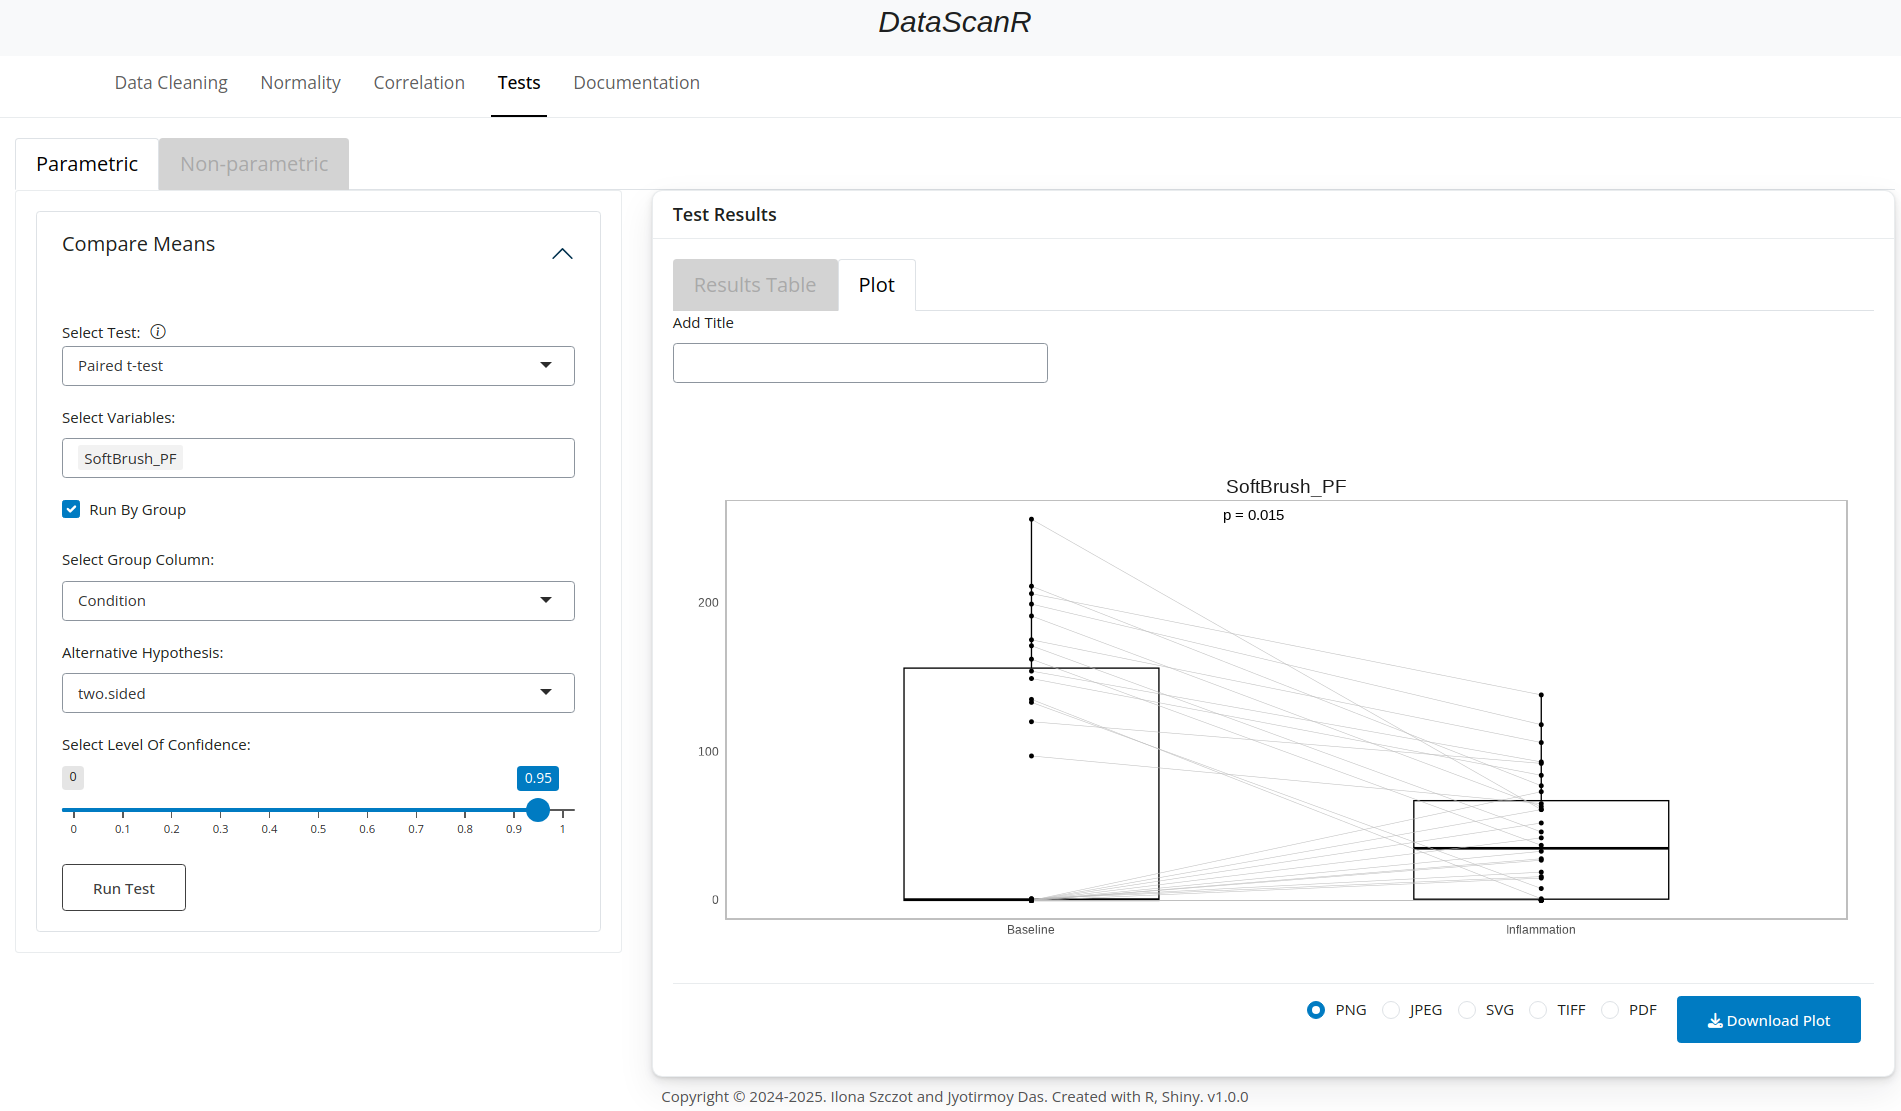 DataScanR
Data Cleaning Normality Correlation Tests Documentation
Parametric Non-parametric
Compare Means
Select Test:
Paired t-test
Select Variables:
SoftBrush_PF
Run By Group
Select Group Column:
Condition
Alternative Hypothesis:
two.sided
Select Level Of Confidence:
0 0.95
0 0.1 0.2 0.3 0.4 0.5 0.6 0.7 0.8 0.9 1
Run Test
Test Results
Results Table Plot
Add Title
SoftBrush_PF
p = 0.015
200
100
0
Baseline Inflammation
PNG JPEG SVG TIFF PDF Download Plot
Copyright © 2024-2025. Ilona Szczot and Jyotirmoy Das. Created with R, Shiny. v1.0.0